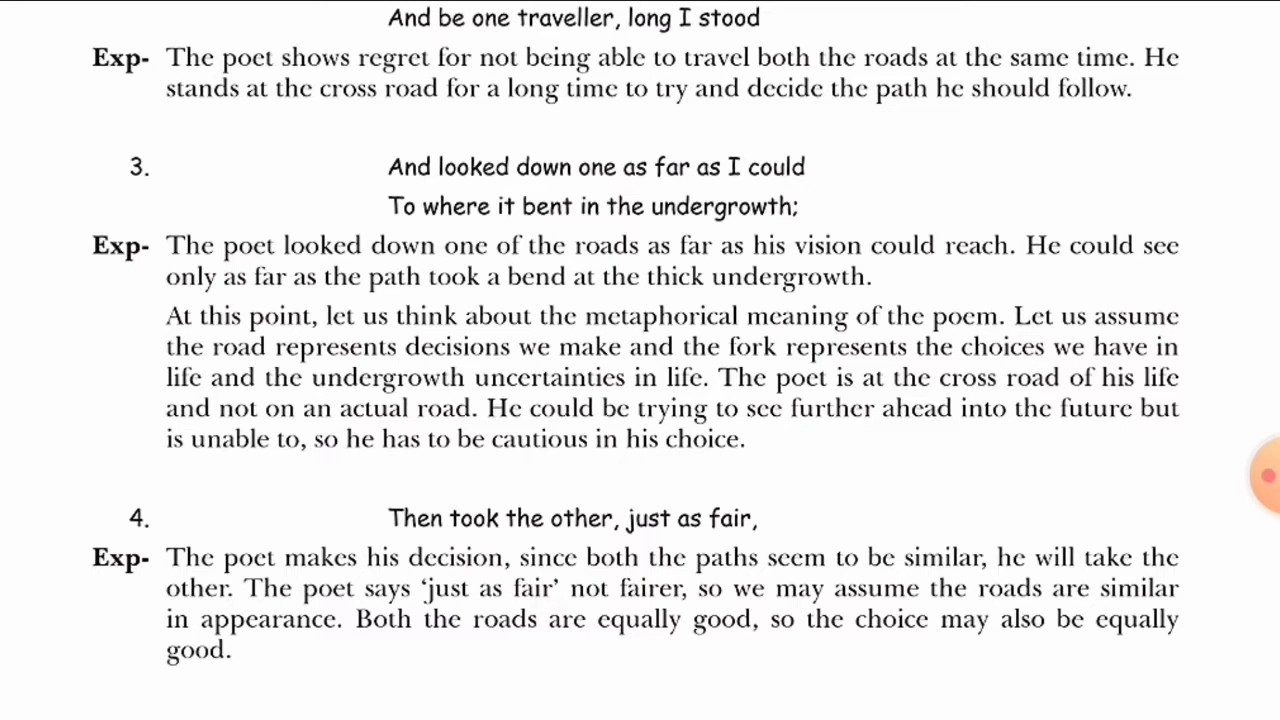 And be one traveller, long I stood
Exp- The poet shows regret for not being able to travel both the roads at the same time. He
stands at the cross road for a long time to try and decide the path he should follow.
3. And looked down one as far as I could
To where it bent in the undergrowth;
Exp- The poet looked down one of the roads as far as his vision could reach. He could see
only as far as the path took a bend at the thick undergrowth.
At this point, let us think about the metaphorical meaning of the poem. Let us assume
the road represents decisions we make and the fork represents the choices we have in
life and the undergrowth uncertainties in life. The poet is at the cross road of his life
and not on an actual road. He could be trying to see further ahead into the future but
is unable to, so he has to be cautious in his choice.
4. Then took the other, just as fair,
Exp- The poet makes his decision, since both the paths seem to be similar, he will take the
other. The poet says ‘just as fair’ not fairer, so we may assume the roads are similar
in appearance. Both the roads are equally good, so the choice may also be equally
good.